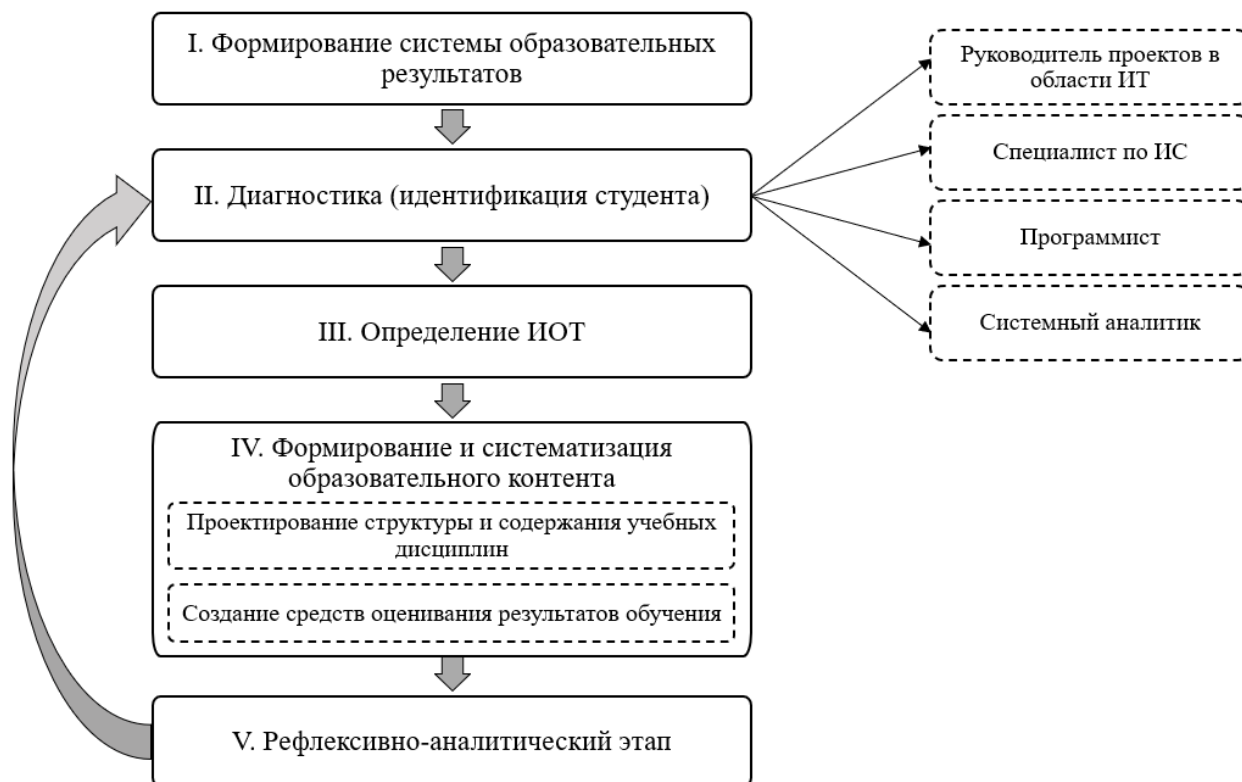 I. Формирование системы образовательных
результатов
II. Диагностика (идентификация студента)
III. Определение ИОТ
IV. Формирование и систематизация
образовательного контента
Проектирование структуры и содержания учебных
дисциплин
Создание средств оценивания результатов обучения
V. Рефлексивно-аналитический этап
Руководитель проектов в
области ИТ
Специалист по ИС
Программист
Системный аналитик